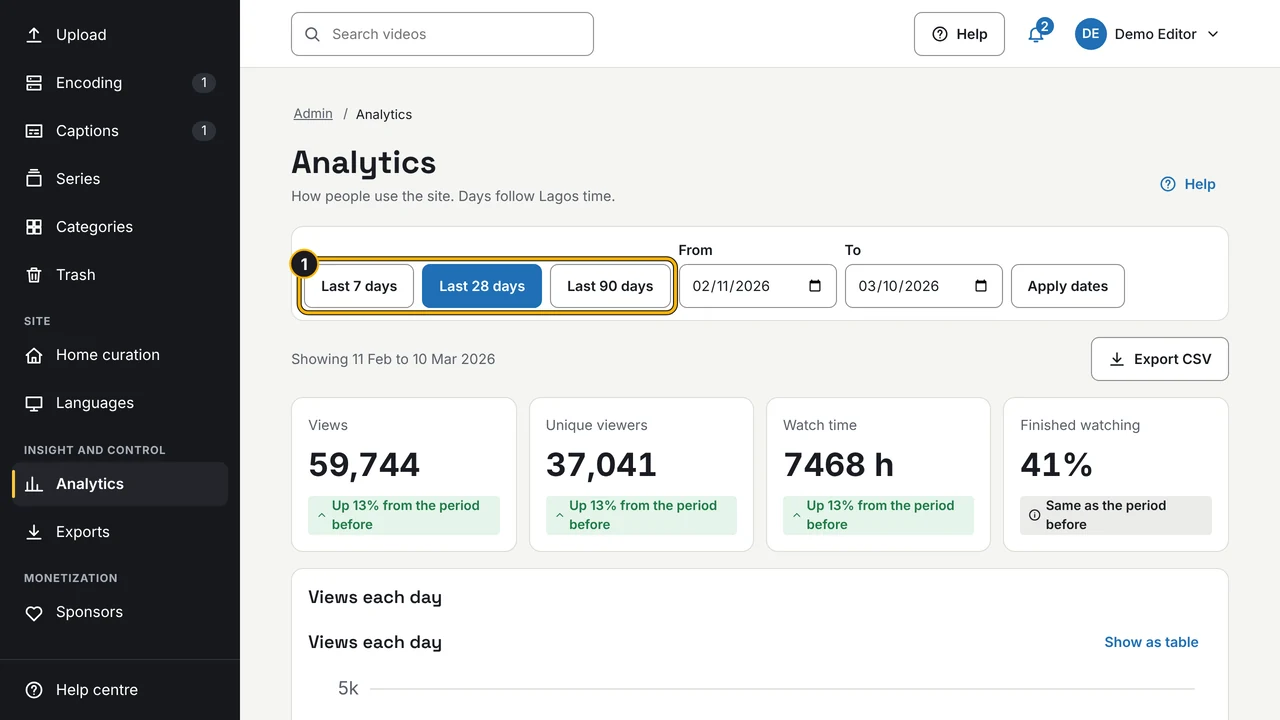 Upload
Encoding 1
Captions 1
Series
Categories
Trash
SITE
Home curation
Languages
INSIGHT AND CONTROL
Analytics
Exports
MONETIZATION
Sponsors
Help centre
Search videos
Help
2
DE Demo Editor
Admin / Analytics
Analytics
How people use the site. Days follow Lagos time.
Help
1
Last 7 days
Last 28 days
Last 90 days
From
02/11/2026
To
03/10/2026
Apply dates
Showing 11 Feb to 10 Mar 2026
Export CSV
Views
59,744
Up 13% from the period
before
Unique viewers
37,041
Up 13% from the period
before
Watch time
7468 h
Up 13% from the period
before
Finished watching
41%
Same as the period
before
Views each day
Views each day
Show as table
5k